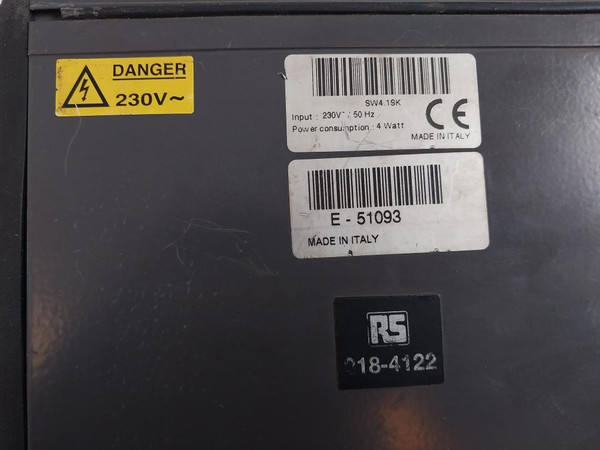 DANGER
230V~
SW4.1SK
Input : 230V~ / 50 Hz
Power consumption : 4 Watt
CE
MADE IN ITALY
E - 51093
MADE IN ITALY
RS
18-4122